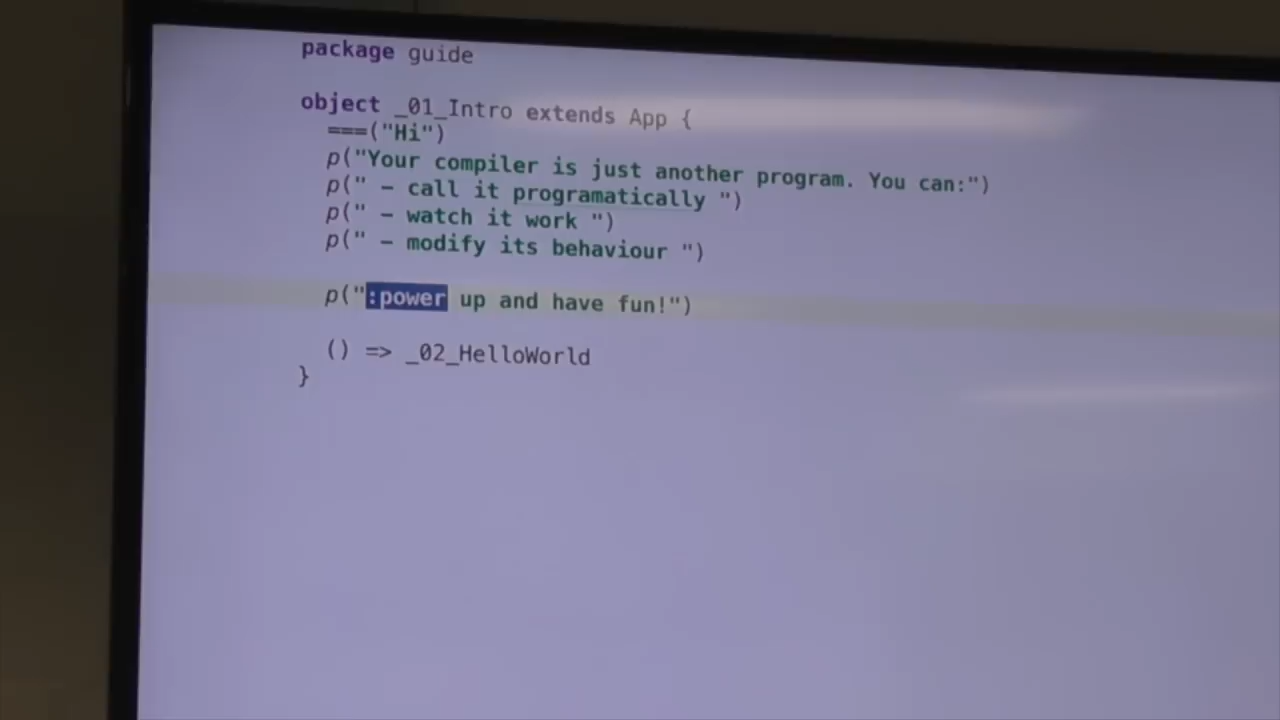 package guide
object _01_Intro extends App {
===("Hi")
p("Your compiler is just another program. You can:")
p(" – call it programatically ")
p(" – watch it work ")
p(" – modify its behaviour ")
p(":power up and have fun!")
() => _02_HelloWorld
}